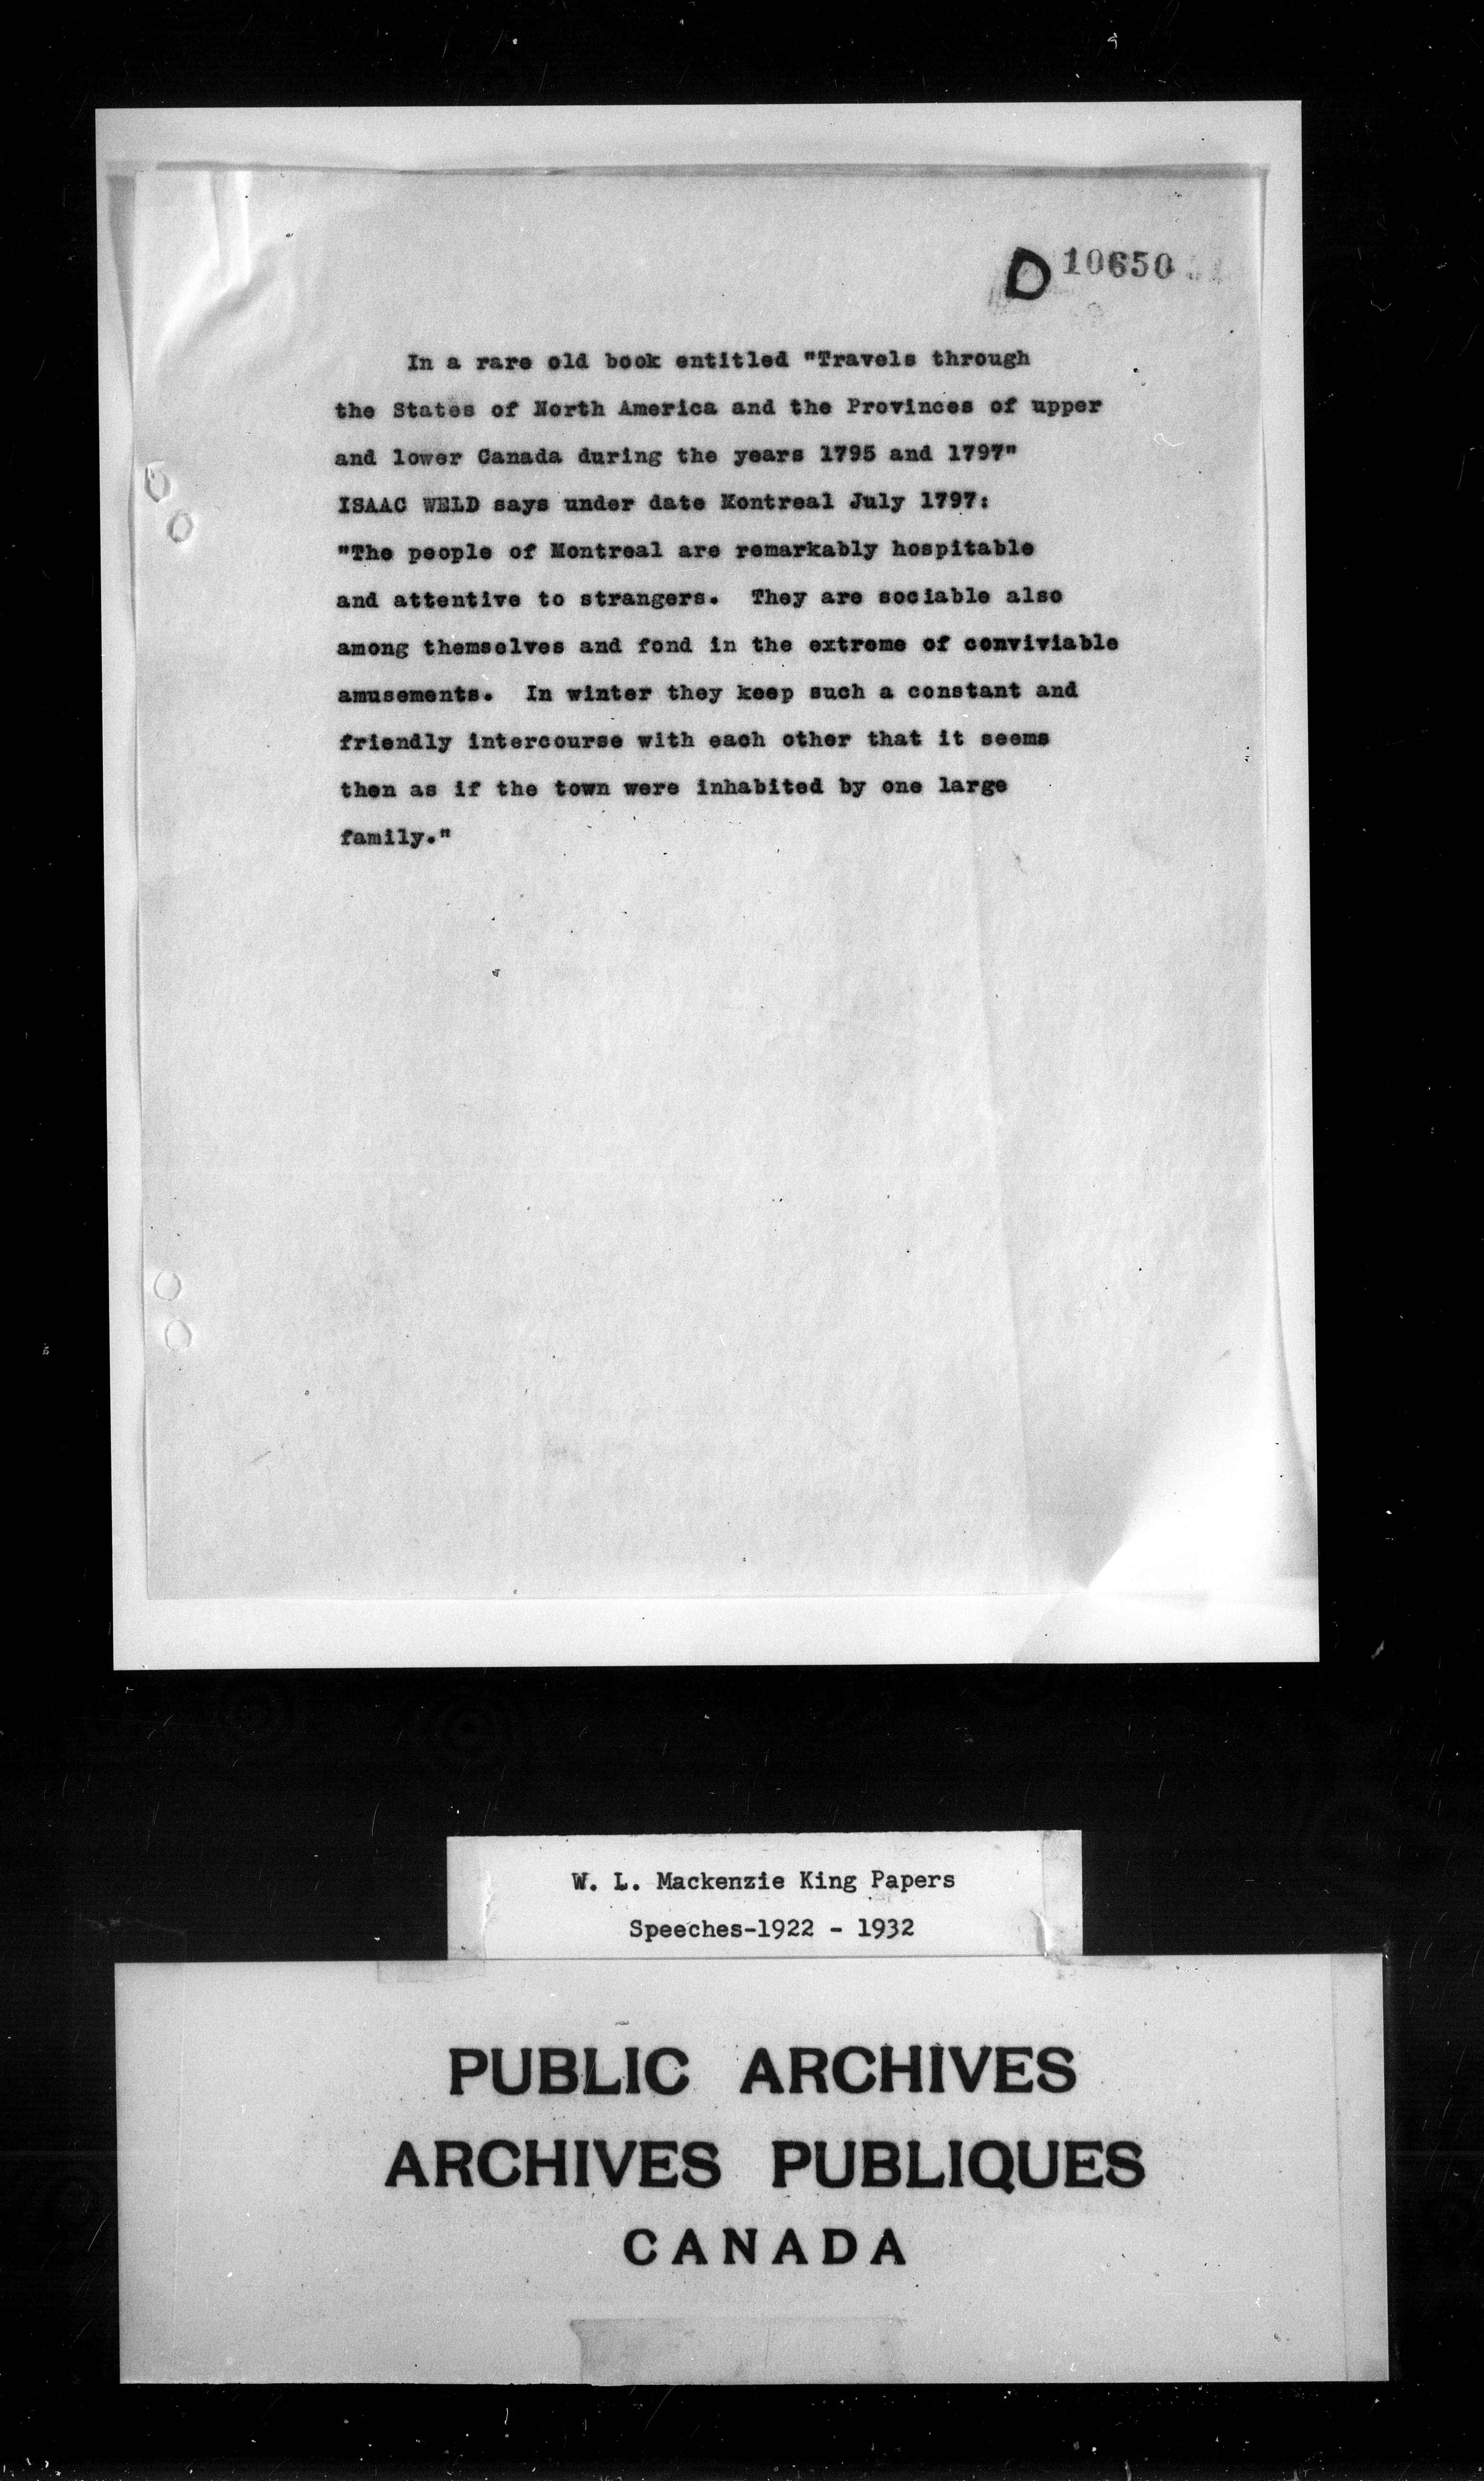 D 10650
In a rare old book entitled "Travels through
the States of North America and the Provinces of upper
and lower Canada during the years 1795 and 1797"
ISAAC WELD says under date Montreal July 1797:
"The people of Montreal are remarkably hospitable
and attentive to strangers. They are sociable also
among themselves and fond in the extreme of conviviable
amusements. In winter they keep such a constant and
friendly intercourse with each other that it seems
then as if the town were inhabited by one large
family."
W. L. Mackenzie King Papers
Speeches-1922 - 1932
PUBLIC ARCHIVES
ARCHIVES PUBLIQUES
CANADA